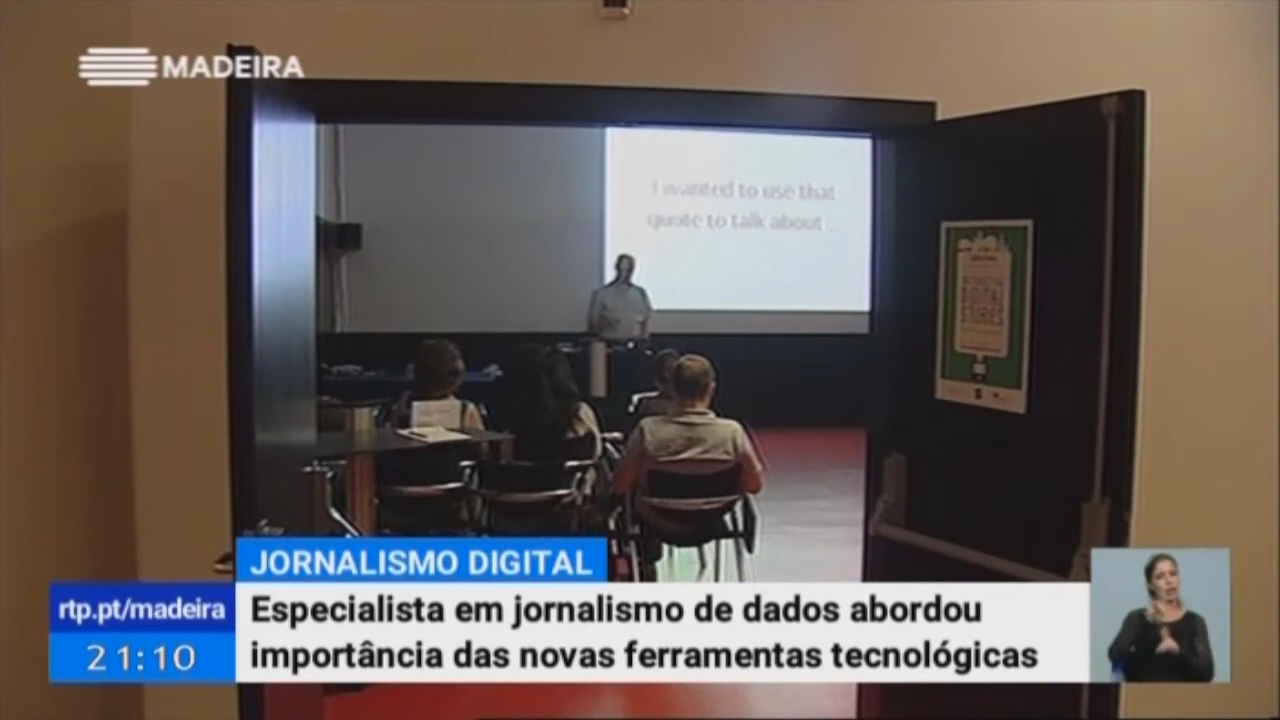 MADEIRA
I wanted to use that
quote to talk about ...
DIGITAL
STORIES
JORNALISMO DIGITAL
rtp.pt/madeira
Especialista em jornalismo de dados abordou
21:10
importância das novas ferramentas tecnológicas